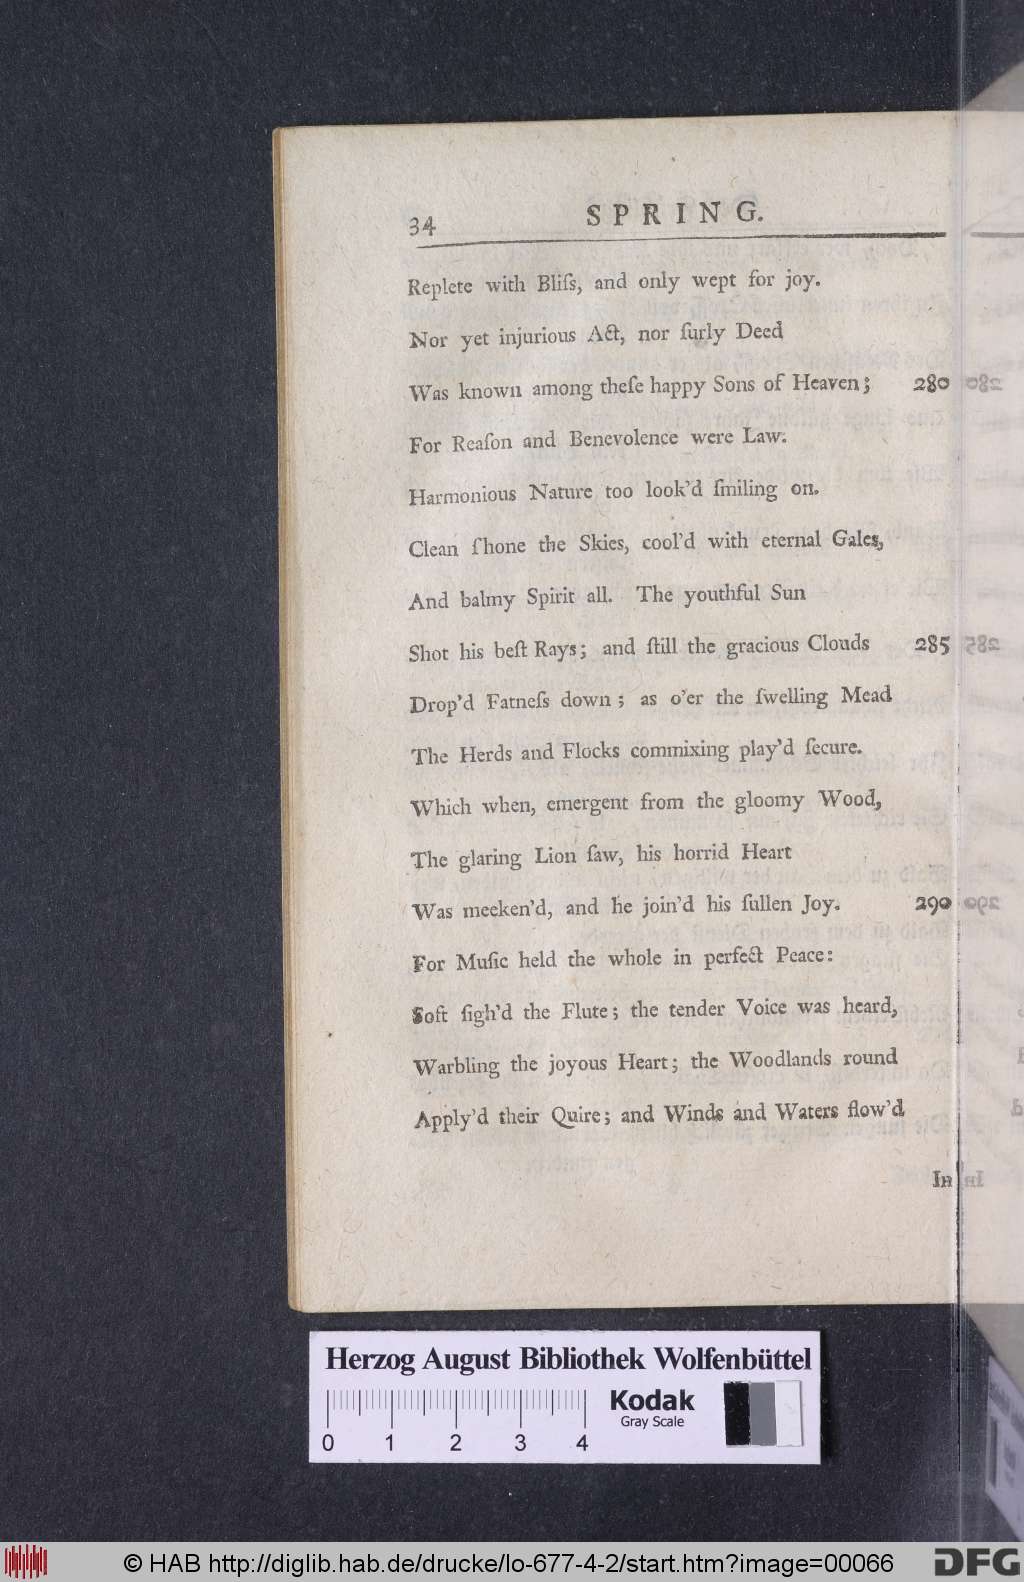 34 SPRING.
Replete with Bliſs, and only wept for joy.
Nor yet injurious Act, nor ſurly Deed
Was known among theſe happy Sons of Heaven; 280
For Reaſon and Benevolence were Law.
Harmonious Nature too look'd ſmiling on.
Clean ſhone the Skies, cool'd with eternal Gales,
And balmy Spirit all. The youthful Sun
Shot his beſt Rays; and ſtill the gracious Clouds 285
Drop'd Fatneſs down; as o'er the ſwelling Mead
The Herds and Flocks commixing play'd ſecure.
Which when, emergent from the gloomy Wood,
The glaring Lion ſaw, his horrid Heart
Was meeken'd, and he join'd his ſullen Joy. 290
For Muſic held the whole in perfect Peace:
Soft ſigh'd the Flute; the tender Voice was heard,
Warbling the joyous Heart; the Woodlands round
Apply'd their Quire; and Winds and Waters flow'd
In
Herzog August Bibliothek Wolfenbüttel
Kodak
Gray Scale
0 1 2 3 4
© HAB http://diglib.hab.de/drucke/lo-677-4-2/start.htm?image=00066
DFG